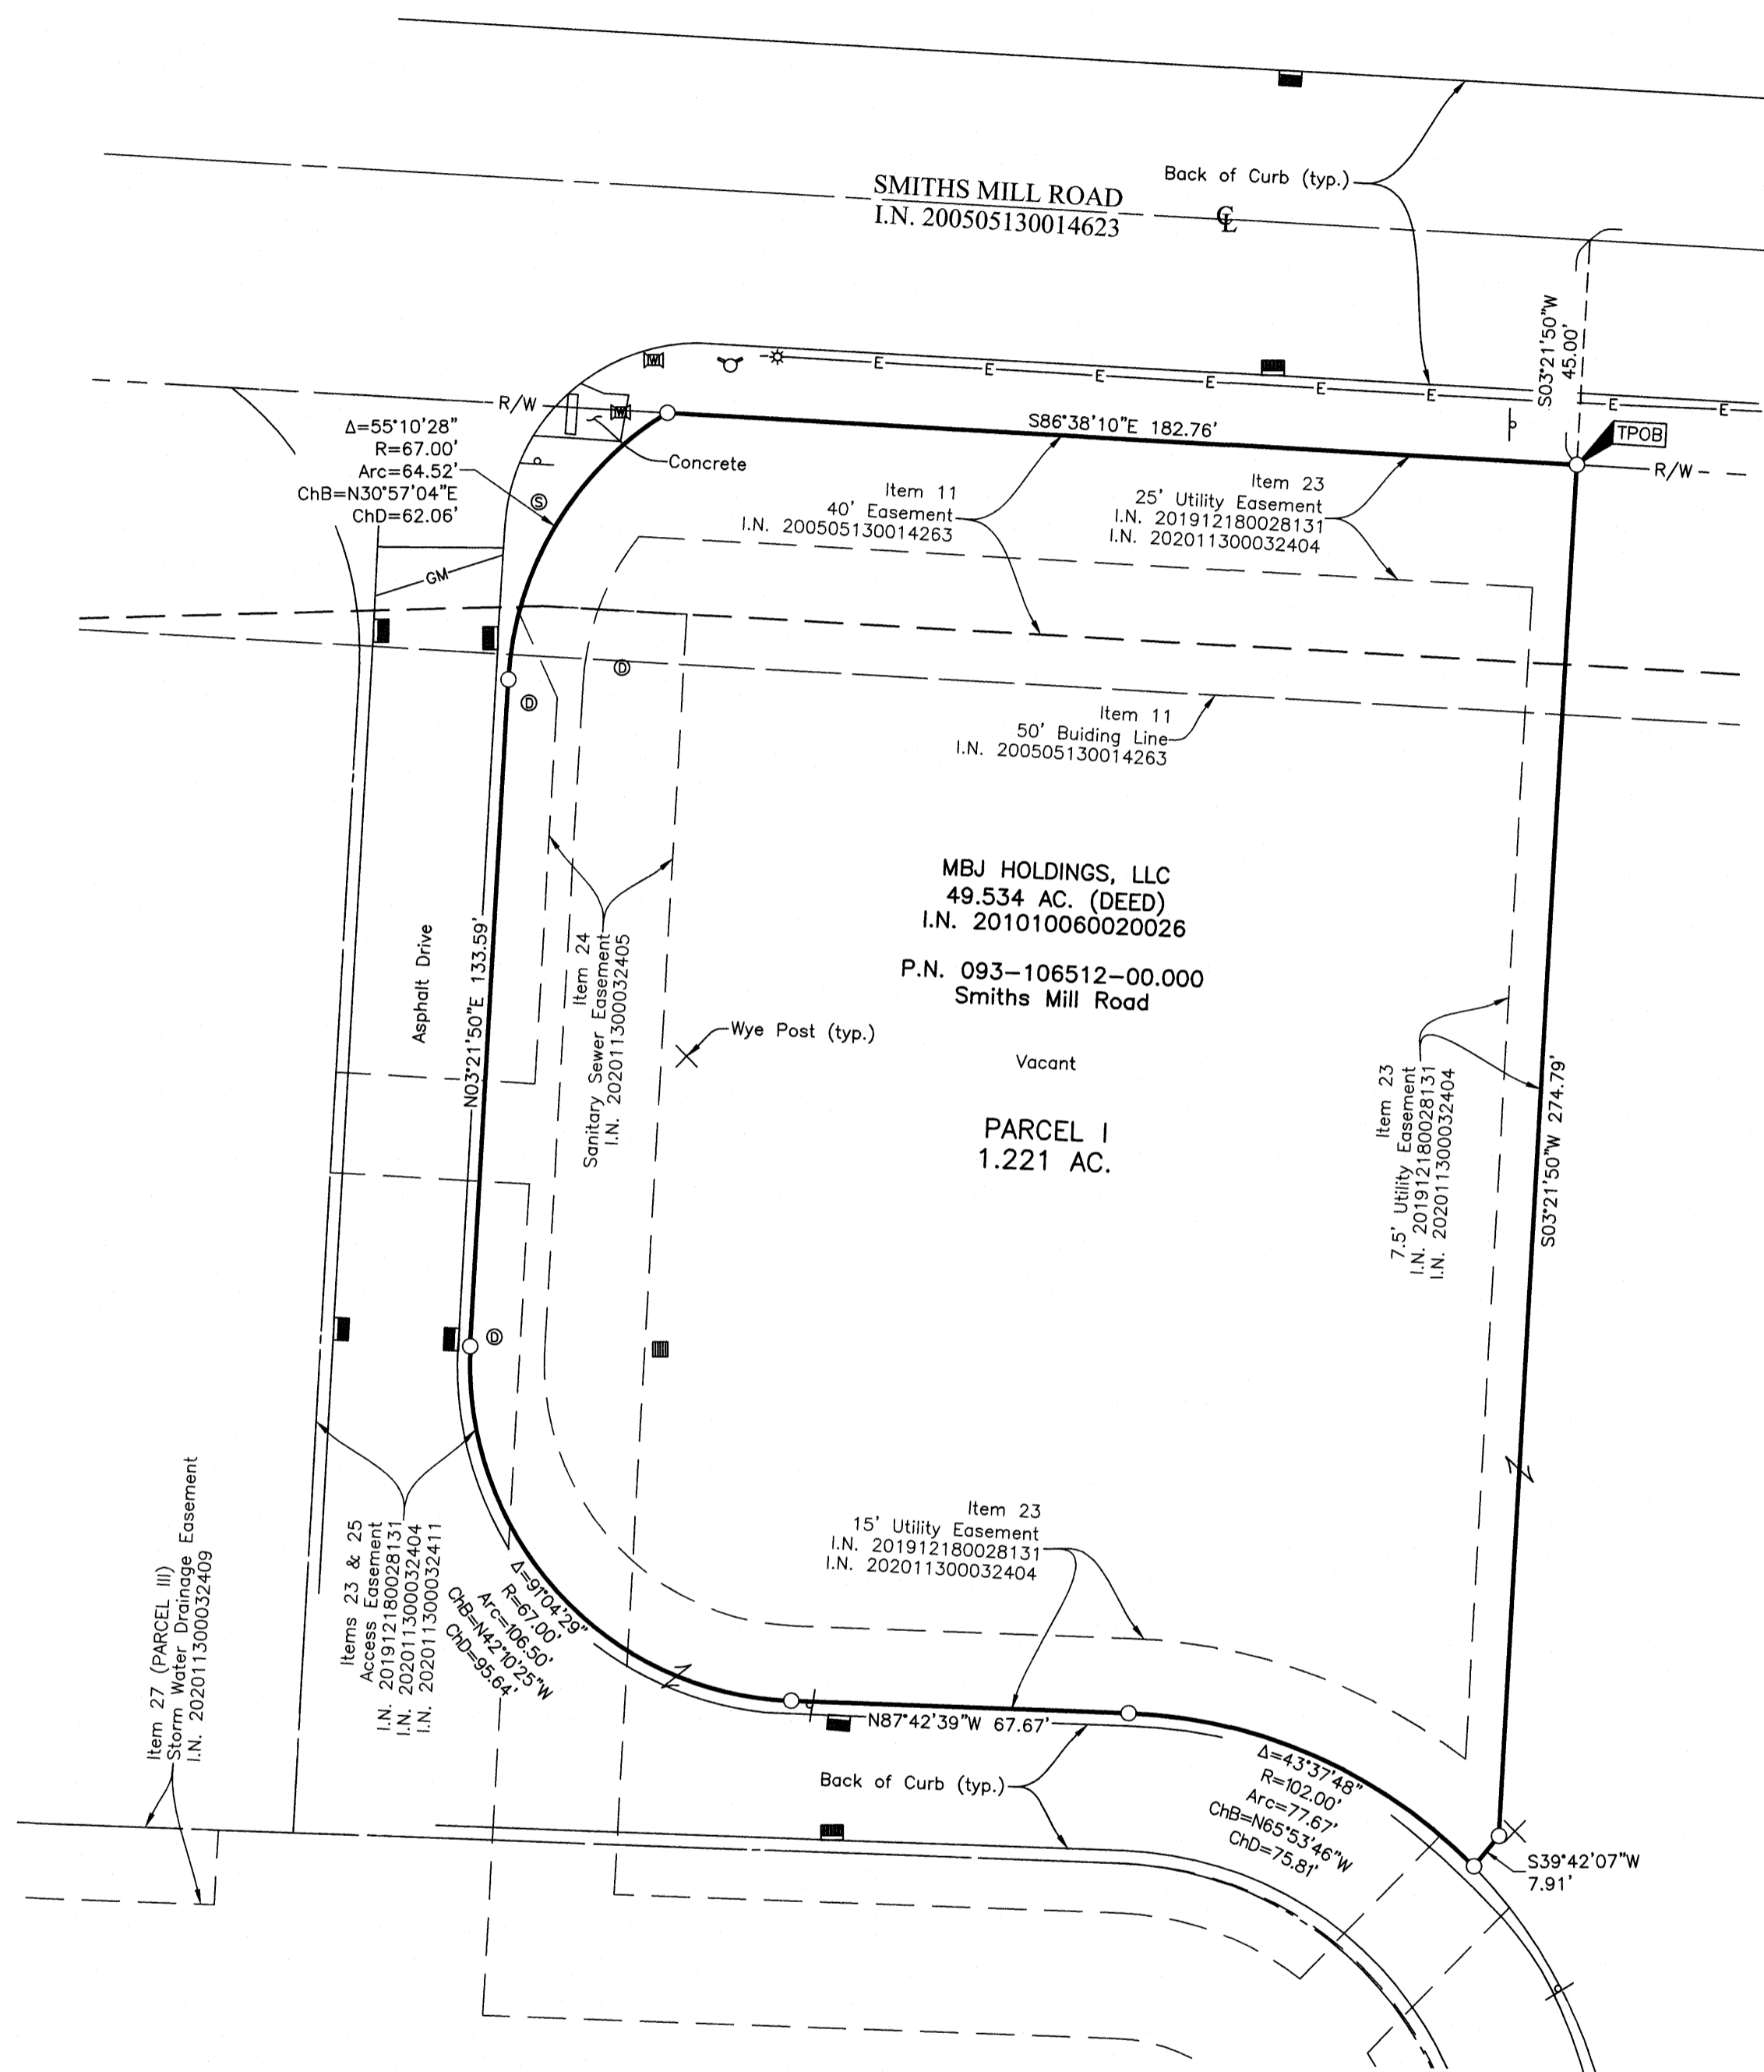 Back of Curb (typ.)
SMITHS MILL ROAD
I.N. 200505130014623
℄
S03°21'50"W
45.00'
E
E
E
E
E
E
E
E
R/W
W
W
TPOB
R/W
Δ=55°10'28"
R=67.00'
Arc=64.52'
ChB=N30°57'04"E
ChD=62.06'
S86°38'10"E 182.76'
Concrete
S
Item 11
40' Easement
I.N. 200505130014263
Item 23
25' Utility Easement
I.N. 201912180028131
I.N. 202011300032404
GM
D
D
Item 11
50' Buiding Line
I.N. 200505130014263
MBJ HOLDINGS, LLC
49.534 AC. (DEED)
I.N. 201010060020026
P.N. 093-106512-00.000
Smiths Mill Road
Vacant
PARCEL I
1.221 AC.
Asphalt Drive
N03°21'50"E 133.59'
Item 24
Sanitary Sewer Easement
I.N. 202011300032405
Wye Post (typ.)
Item 23
7.5' Utility Easement
I.N. 201912180028131
I.N. 202011300032404
S03°21'50"W 274.79'
D
Item 27 (PARCEL III)
Storm Water Drainage Easement
I.N. 202011300032409
Items 23 & 25
Access Easement
I.N. 201912180028131
I.N. 202011300032404
I.N. 202011300032411
Δ=91°04'29"
R=67.00'
Arc=106.50'
ChB=N42°10'25"W
ChD=95.64'
Item 23
15' Utility Easement
I.N. 201912180028131
I.N. 202011300032404
N87°42'39"W 67.67'
Back of Curb (typ.)
Δ=43°37'48"
R=102.00'
Arc=77.67'
ChB=N65°53'46"W
ChD=75.81'
S39°42'07"W
7.91'